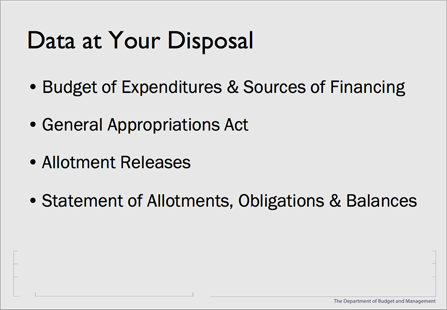 Data at Your Disposal
• Budget of Expenditures & Sources of Financing
• General Appropriations Act
• Allotment Releases
• Statement of Allotments, Obligations & Balances
The Department of Budget and Management